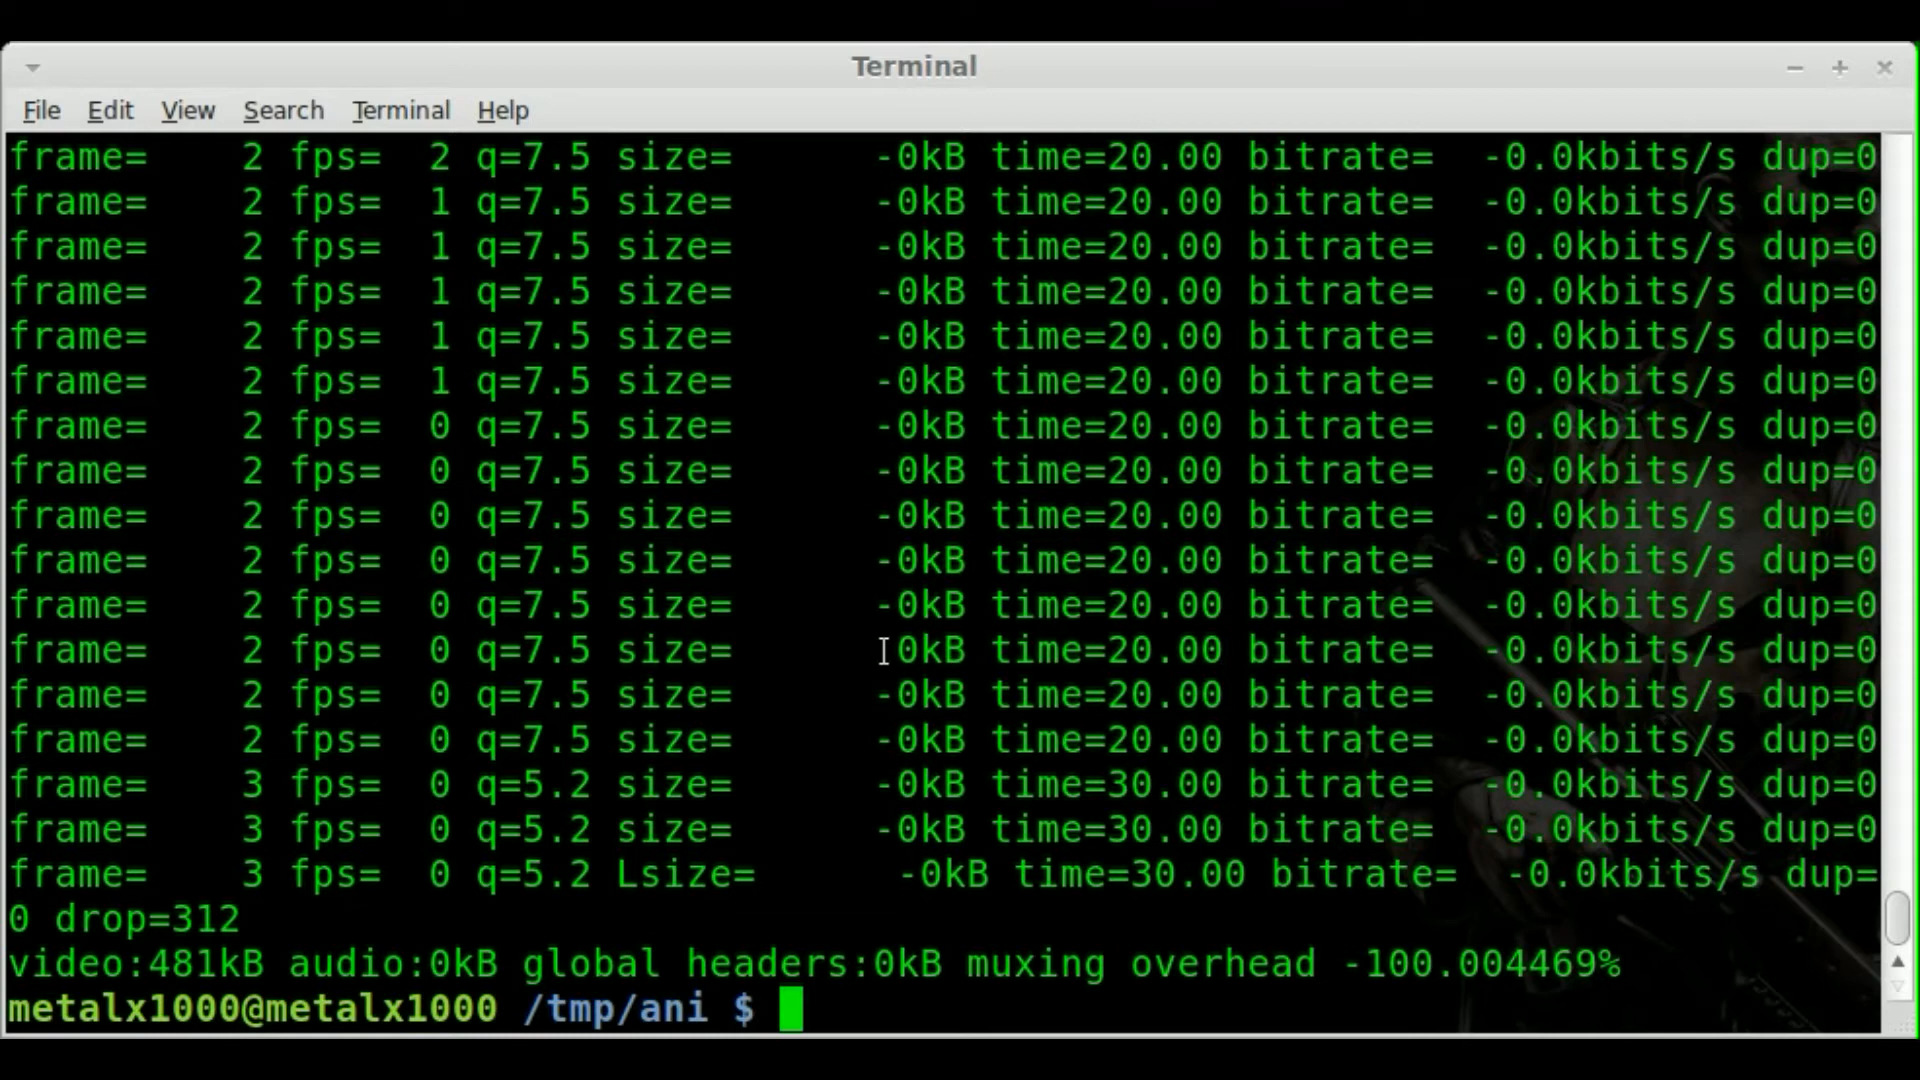 Terminal
File Edit View Search Terminal Help
frame=    2 fps=  2 q=7.5 size=      -0kB time=20.00 bitrate=  -0.0kbits/s dup=0
frame=    2 fps=  1 q=7.5 size=      -0kB time=20.00 bitrate=  -0.0kbits/s dup=0
frame=    2 fps=  1 q=7.5 size=      -0kB time=20.00 bitrate=  -0.0kbits/s dup=0
frame=    2 fps=  1 q=7.5 size=      -0kB time=20.00 bitrate=  -0.0kbits/s dup=0
frame=    2 fps=  1 q=7.5 size=      -0kB time=20.00 bitrate=  -0.0kbits/s dup=0
frame=    2 fps=  1 q=7.5 size=      -0kB time=20.00 bitrate=  -0.0kbits/s dup=0
frame=    2 fps=  0 q=7.5 size=      -0kB time=20.00 bitrate=  -0.0kbits/s dup=0
frame=    2 fps=  0 q=7.5 size=      -0kB time=20.00 bitrate=  -0.0kbits/s dup=0
frame=    2 fps=  0 q=7.5 size=      -0kB time=20.00 bitrate=  -0.0kbits/s dup=0
frame=    2 fps=  0 q=7.5 size=      -0kB time=20.00 bitrate=  -0.0kbits/s dup=0
frame=    2 fps=  0 q=7.5 size=      -0kB time=20.00 bitrate=  -0.0kbits/s dup=0
frame=    2 fps=  0 q=7.5 size=      0kB time=20.00 bitrate=  -0.0kbits/s dup=0
frame=    2 fps=  0 q=7.5 size=      -0kB time=20.00 bitrate=  -0.0kbits/s dup=0
frame=    2 fps=  0 q=7.5 size=      -0kB time=20.00 bitrate=  -0.0kbits/s dup=0
frame=    3 fps=  0 q=5.2 size=      -0kB time=30.00 bitrate=  -0.0kbits/s dup=0
frame=    3 fps=  0 q=5.2 size=      -0kB time=30.00 bitrate=  -0.0kbits/s dup=0
frame=    3 fps=  0 q=5.2 Lsize=      -0kB time=30.00 bitrate=  -0.0kbits/s dup=
0 drop=312
video:481kB audio:0kB global headers:0kB muxing overhead -100.004469%
metalx1000@metalx1000 /tmp/ani $